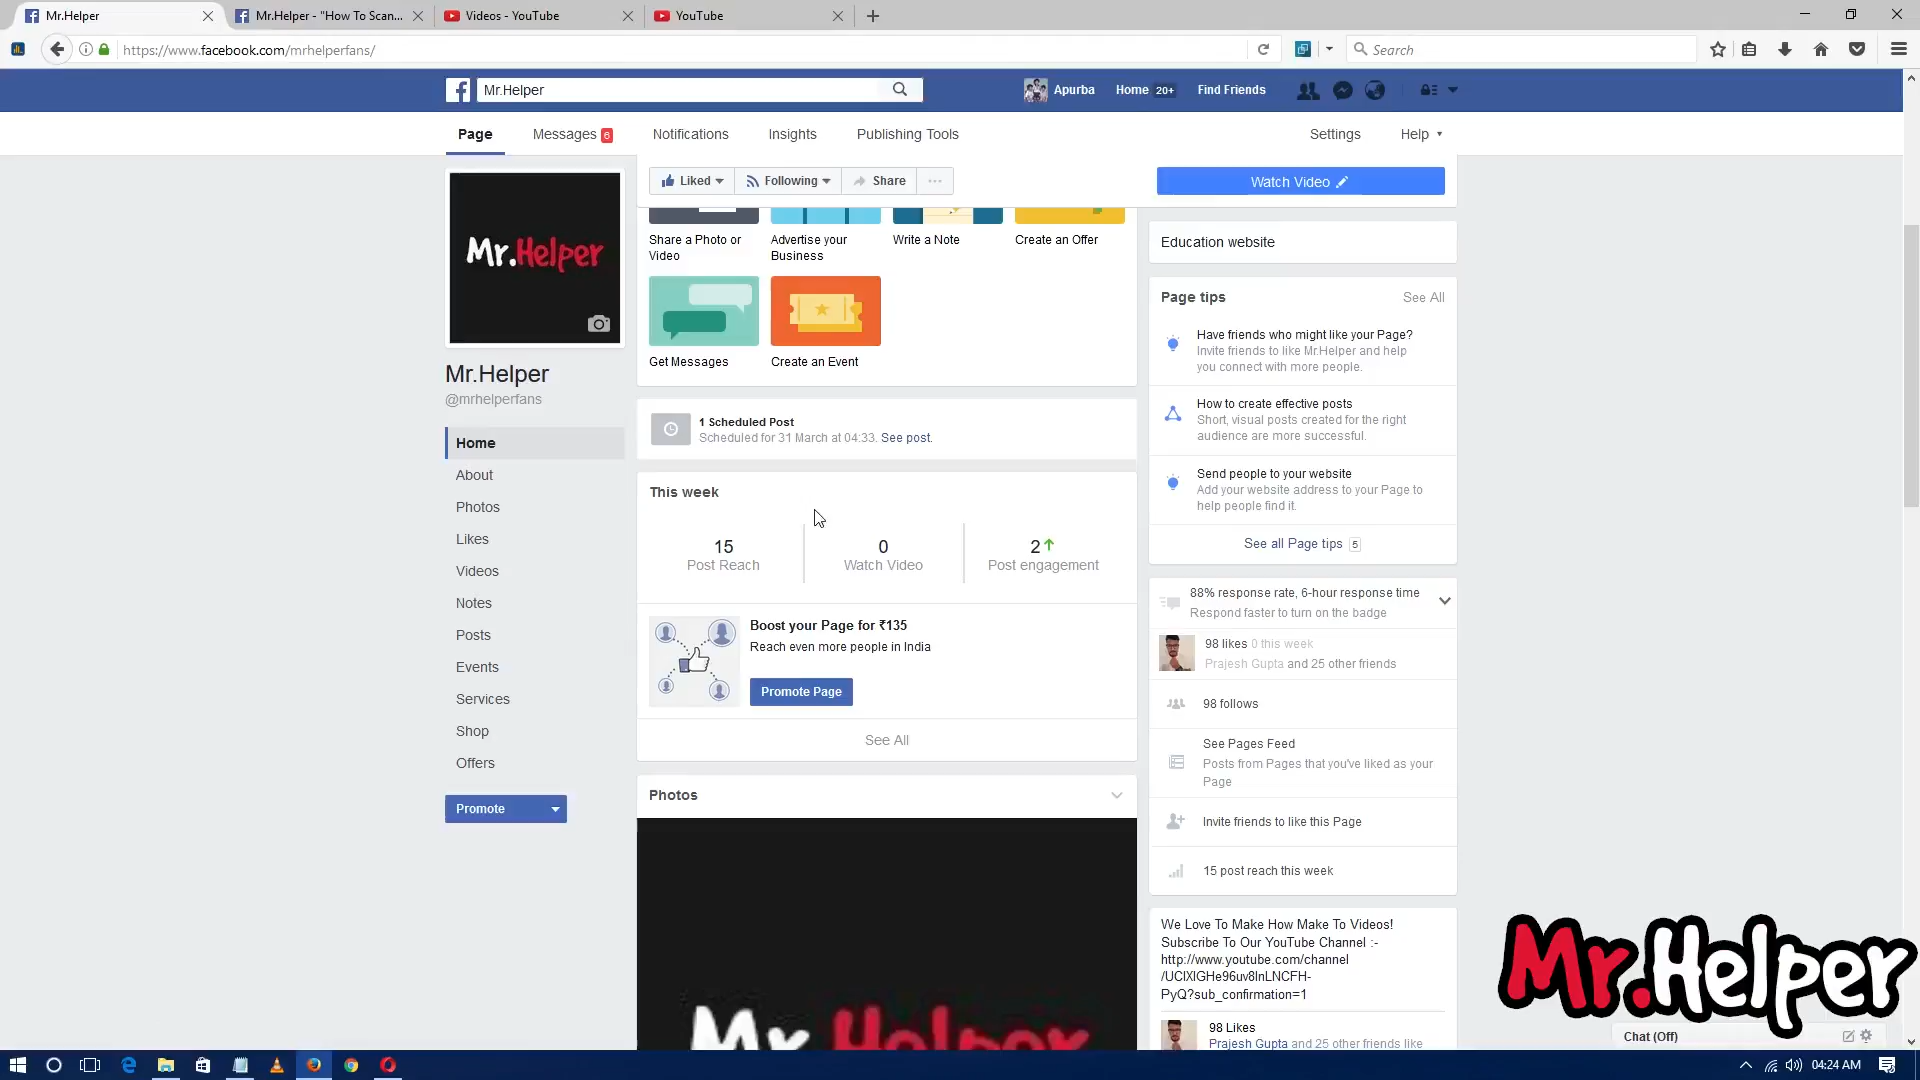 Mr.Helper
Mr.Helper - "How To Scan...
Videos - YouTube
YouTube
https://www.facebook.com/mrhelperfans/
Search
Mr.Helper
Apurba
Home 20+
Find Friends
Page
Messages 6
Notifications
Insights
Publishing Tools
Settings
Help
Liked
Following
Share
Watch Video
Mr.Helper
Mr.Helper
@mrhelperfans
Home
About
Photos
Likes
Videos
Notes
Posts
Events
Services
Shop
Offers
Promote
Share a Photo or
Video
Advertise your
Business
Write a Note
Create an Offer
Get Messages
Create an Event
1 Scheduled Post
Scheduled for 31 March at 04:33. See post.
This week
15
Post Reach
0
Watch Video
2
Post engagement
Boost your Page for ₹135
Reach even more people in India
Promote Page
See All
Photos
Mr.Helper
Education website
Page tips
See All
Have friends who might like your Page?
Invite friends to like Mr.Helper and help
you connect with more people.
How to create effective posts
Short, visual posts created for the right
audience are more successful.
Send people to your website
Add your website address to your Page to
help people find it.
See all Page tips 5
88% response rate, 6-hour response time
Respond faster to turn on the badge
98 likes 0 this week
Prajesh Gupta and 25 other friends
98 follows
See Pages Feed
Posts from Pages that you've liked as your
Page
Invite friends to like this Page
15 post reach this week
We Love To Make How Make To Videos!
Subscribe To Our YouTube Channel :-
http://www.youtube.com/channel
/UCIXIGHe96uv8lnLNCFH-
PyQ?sub_confirmation=1
98 Likes
Prajesh Gupta and 25 other friends like
Mr.Helper
Chat (Off)
04:24 AM